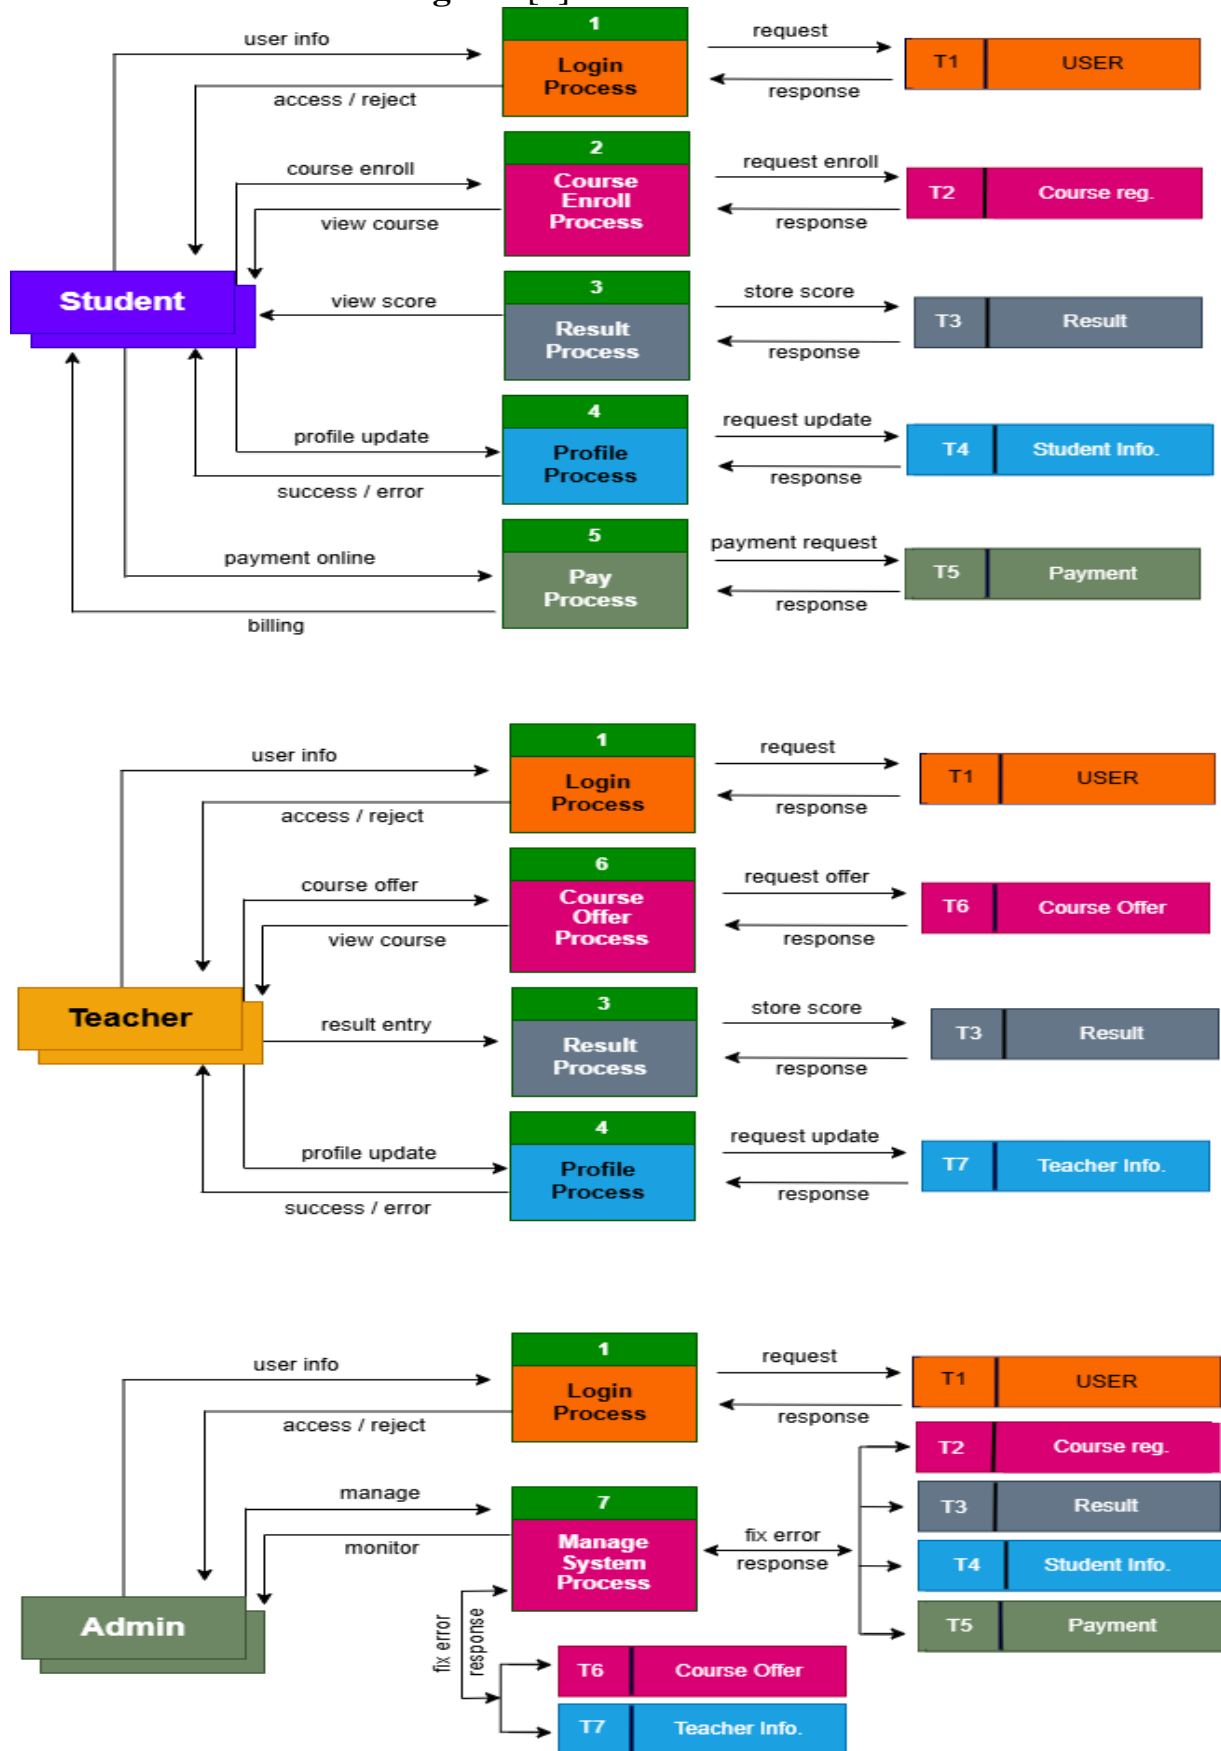 1
user info
request
Login
Process
T1
USER
access / reject
response
2
course enroll
request enroll
Course
Enroll
Process
T2
Course reg.
view course
response
3
Student
view score
store score
Result
Process
T3
Result
response
4
profile update
request update
Profile
Process
T4
Student Info.
success / error
response
5
payment online
payment request
Pay
Process
T5
Payment
billing
response
1
user info
request
Login
Process
T1
USER
access / reject
response
6
course offer
request offer
Course
Offer
Process
T6
Course Offer
view course
response
3
Teacher
result entry
store score
Result
Process
T3
Result
response
4
profile update
request update
Profile
Process
T7
Teacher Info.
success / error
response
1
user info
request
Login
Process
T1
USER
access / reject
response
T2
Course reg.
7
manage
Manage
System
Process
monitor
fix error
response
T3
Result
T4
Student Info.
T5
Payment
Admin
fix error
response
T6
Course Offer
T7
Teacher Info.